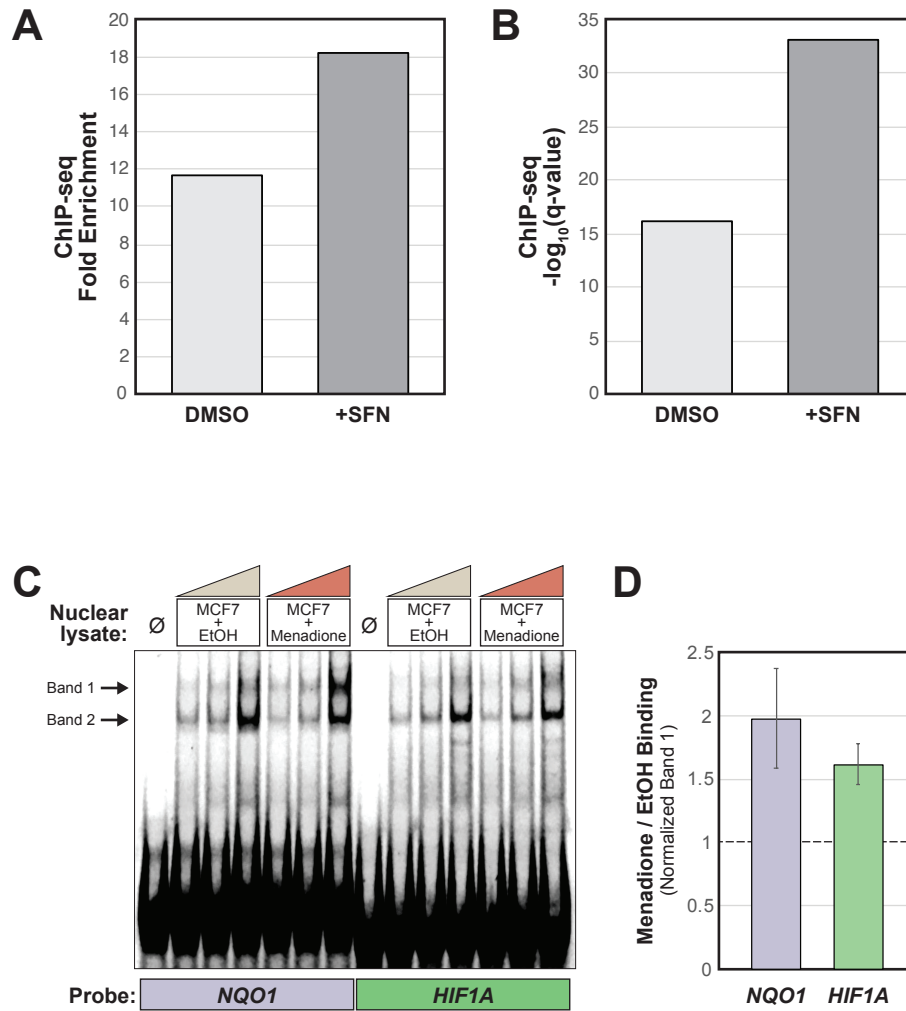 A
ChIP-seq
Fold Enrichment
20
18
16
14
12
10
8
6
4
2
0
DMSO
+SFN
B
ChIP-seq
-log10(q-value)
35
30
25
20
15
10
5
0
DMSO
+SFN
C
Nuclear
lysate:
Ø
MCF7
+
EtOH
MCF7
+
Menadione
Ø
MCF7
+
EtOH
MCF7
+
Menadione
Band 1
Band 2
Probe:
NQO1
HIF1A
D
Menadione / EtOH Binding
(Normalized Band 1)
2.5
2
1.5
1
0.5
0
NQO1
HIF1A